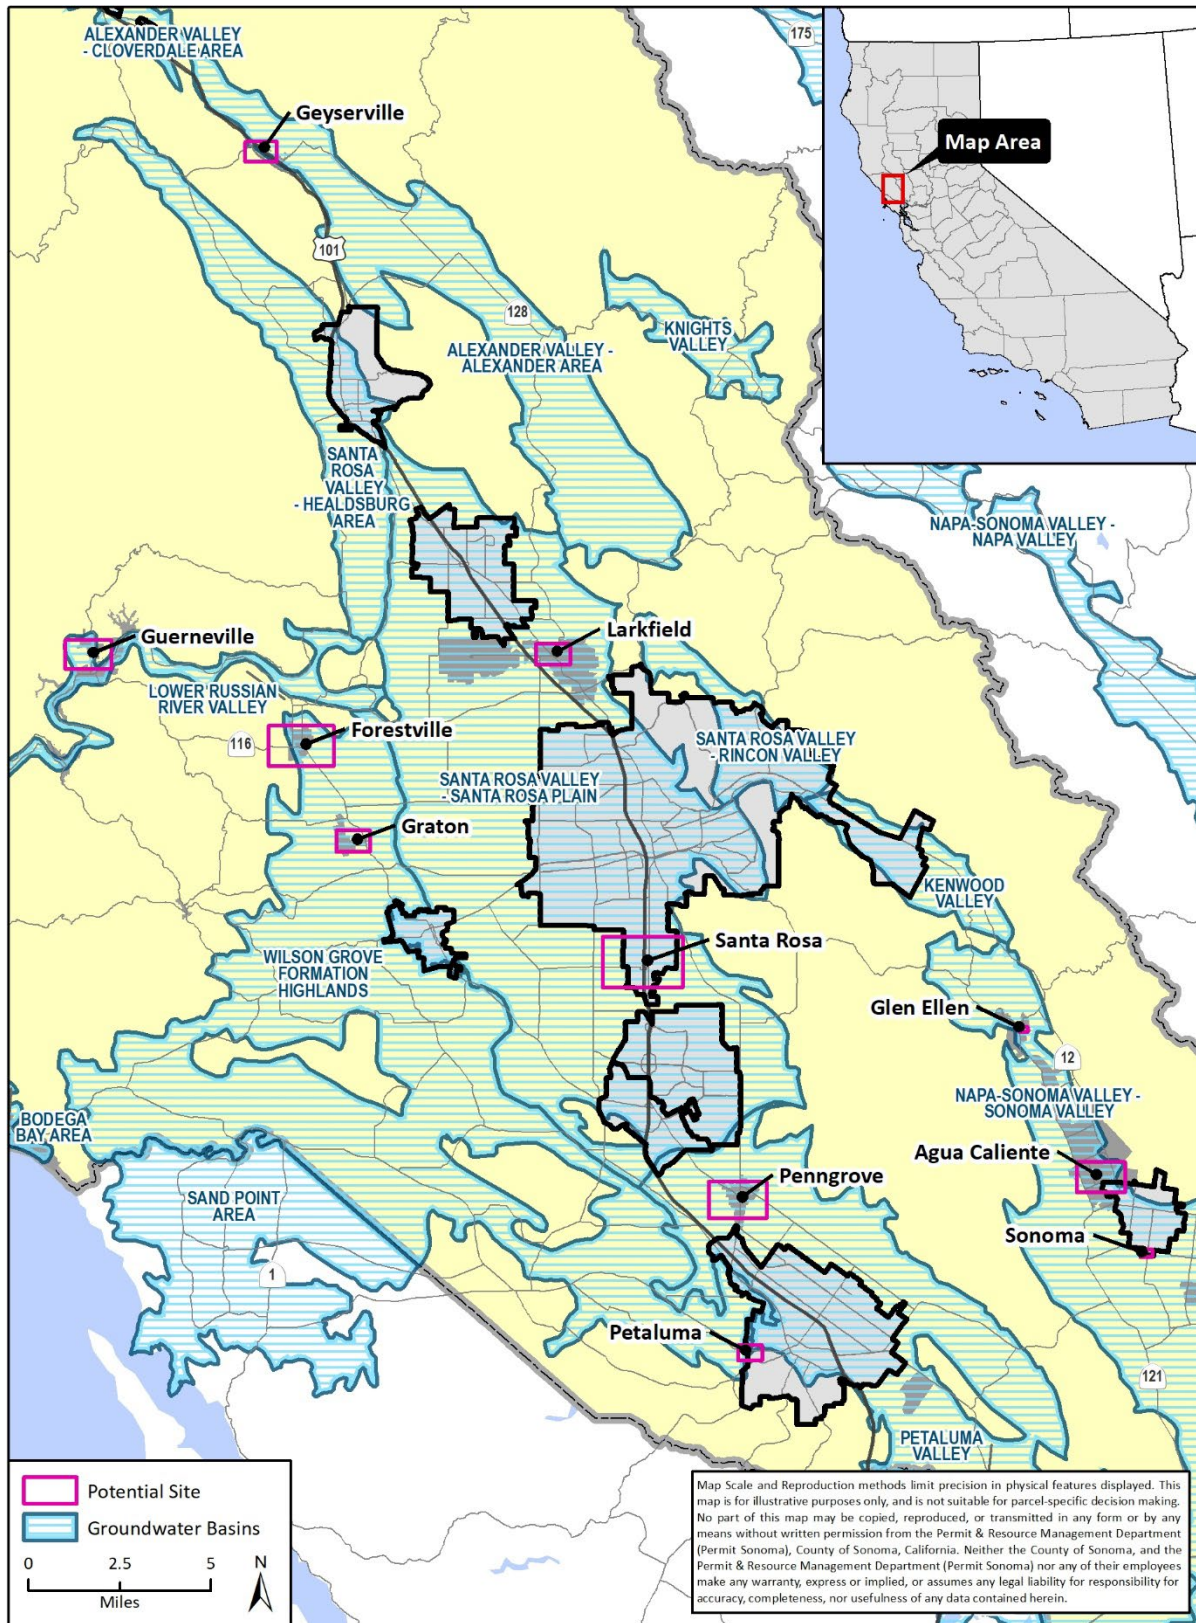 ALEXANDER VALLEY
- CLOVERDALE AREA
175
Geyserville
Map Area
101
128
KNIGHTS
VALLEY
ALEXANDER VALLEY -
ALEXANDER AREA
SANTA
ROSA
VALLEY
- HEALDSBURG
AREA
NAPA-SONOMA VALLEY -
NAPA VALLEY
Guerneville
Larkfield
LOWER RUSSIAN
RIVER VALLEY
Forestville
116
SANTA ROSA VALLEY
- RINCON VALLEY
SANTA ROSA VALLEY
- SANTA ROSA PLAIN
Graton
KENWOOD
VALLEY
Santa Rosa
WILSON GROVE
FORMATION
HIGHLANDS
Glen Ellen
12
NAPA-SONOMA VALLEY -
SONOMA VALLEY
BODEGA
BAY AREA
Agua Caliente
Penngrove
SAND POINT
AREA
Sonoma
1
Petaluma
121
PETALUMA
VALLEY
Potential Site
Groundwater Basins
0 2.5 5
Miles
N
Map Scale and Reproduction methods limit precision in physical features displayed. This
map is for illustrative purposes only, and is not suitable for parcel-specific decision making.
No part of this map may be copied, reproduced, or transmitted in any form or by any
means without written permission from the Permit & Resource Management Department
(Permit Sonoma), County of Sonoma, California. Neither the County of Sonoma, and the
Permit & Resource Management Department (Permit Sonoma) nor any of their employees
make any warranty, express or implied, or assumes any legal liability for responsibility for
accuracy, completeness, nor usefulness of any data contained herein.